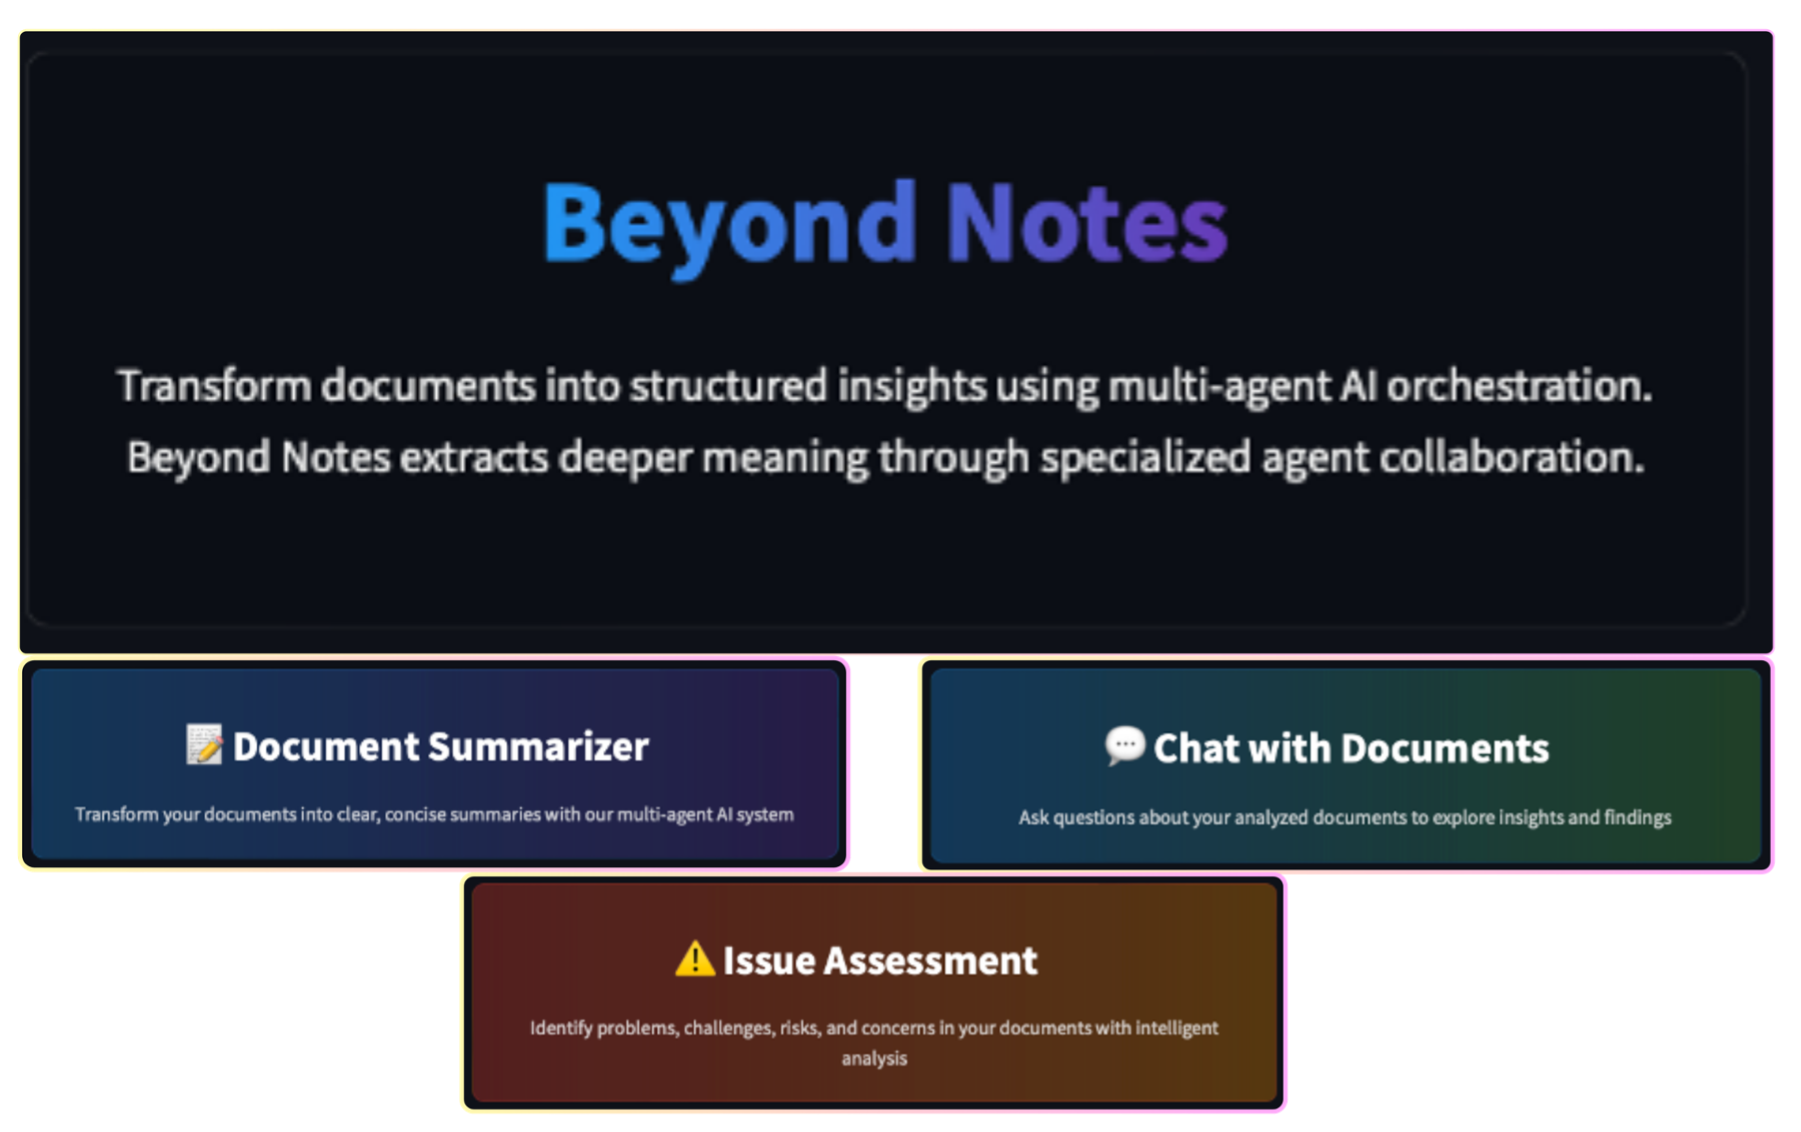 Beyond Notes
Transform documents into structured insights using multi-agent AI orchestration.
Beyond Notes extracts deeper meaning through specialized agent collaboration.
📝 Document Summarizer
Transform your documents into clear, concise summaries with our multi-agent AI system
💬 Chat with Documents
Ask questions about your analyzed documents to explore insights and findings
⚠️ Issue Assessment
Identify problems, challenges, risks, and concerns in your documents with intelligent
analysis